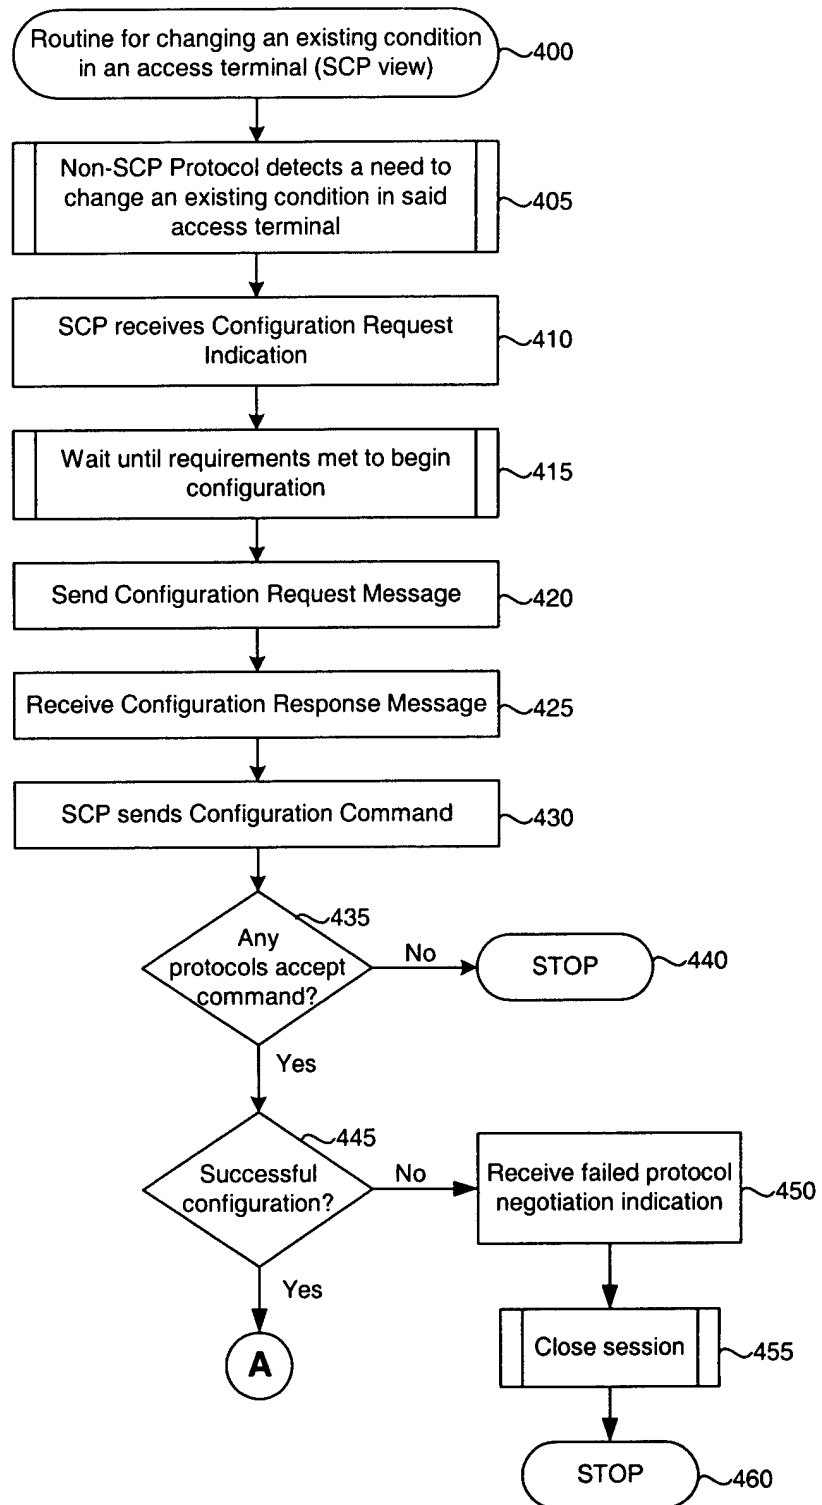 Routine for changing an existing condition
in an access terminal (SCP view)
400
Non-SCP Protocol detects a need to
change an existing condition in said
access terminal
405
SCP receives Configuration Request
Indication
410
Wait until requirements met to begin
configuration
415
Send Configuration Request Message
420
Receive Configuration Response Message
425
SCP sends Configuration Command
430
435
Any
protocols accept
command?
No
STOP
440
Yes
445
Successful
configuration?
No
Receive failed protocol
negotiation indication
450
Yes
A
Close session
455
STOP
460